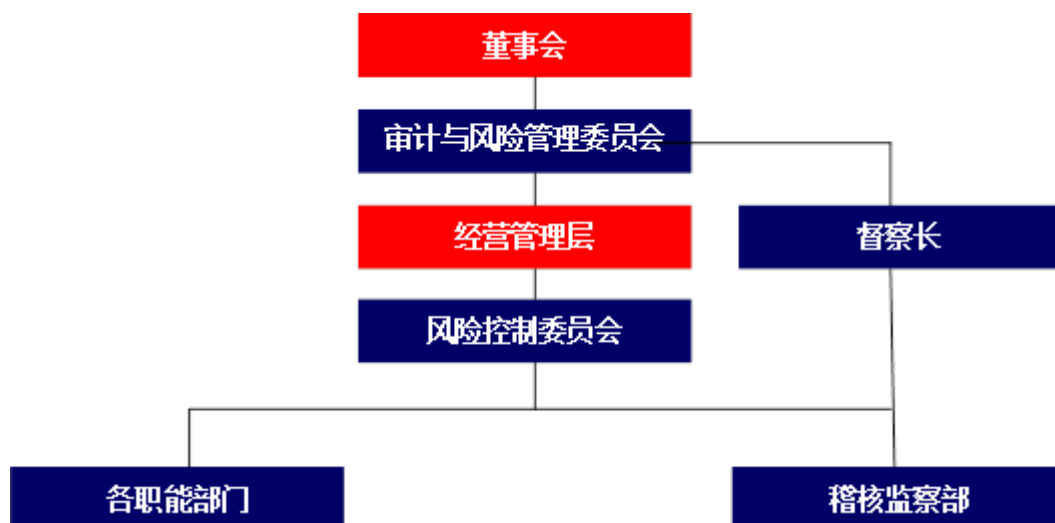 董事会
审计与风险管理委员会
经营管理层
督察长
风险控制委员会
各职能部门
稽核监察部